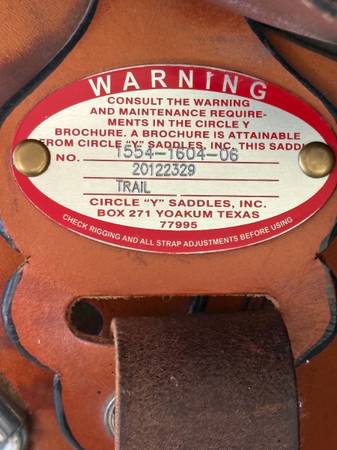 WARNING
CONSULT THE WARNING
AND MAINTENANCE REQUIRE-
MENTS IN THE CIRCLE Y
BROCHURE. A BROCHURE IS ATTAINABLE
FROM CIRCLE "Y" SADDLES, INC. THIS SADDL
NO. 1554-1604-06
20122329
TRAIL
CIRCLE "Y" SADDLES, INC.
BOX 271 YOAKUM TEXAS
77995
CHECK RIGGING AND ALL STRAP ADJUSTMENTS BEFORE USING